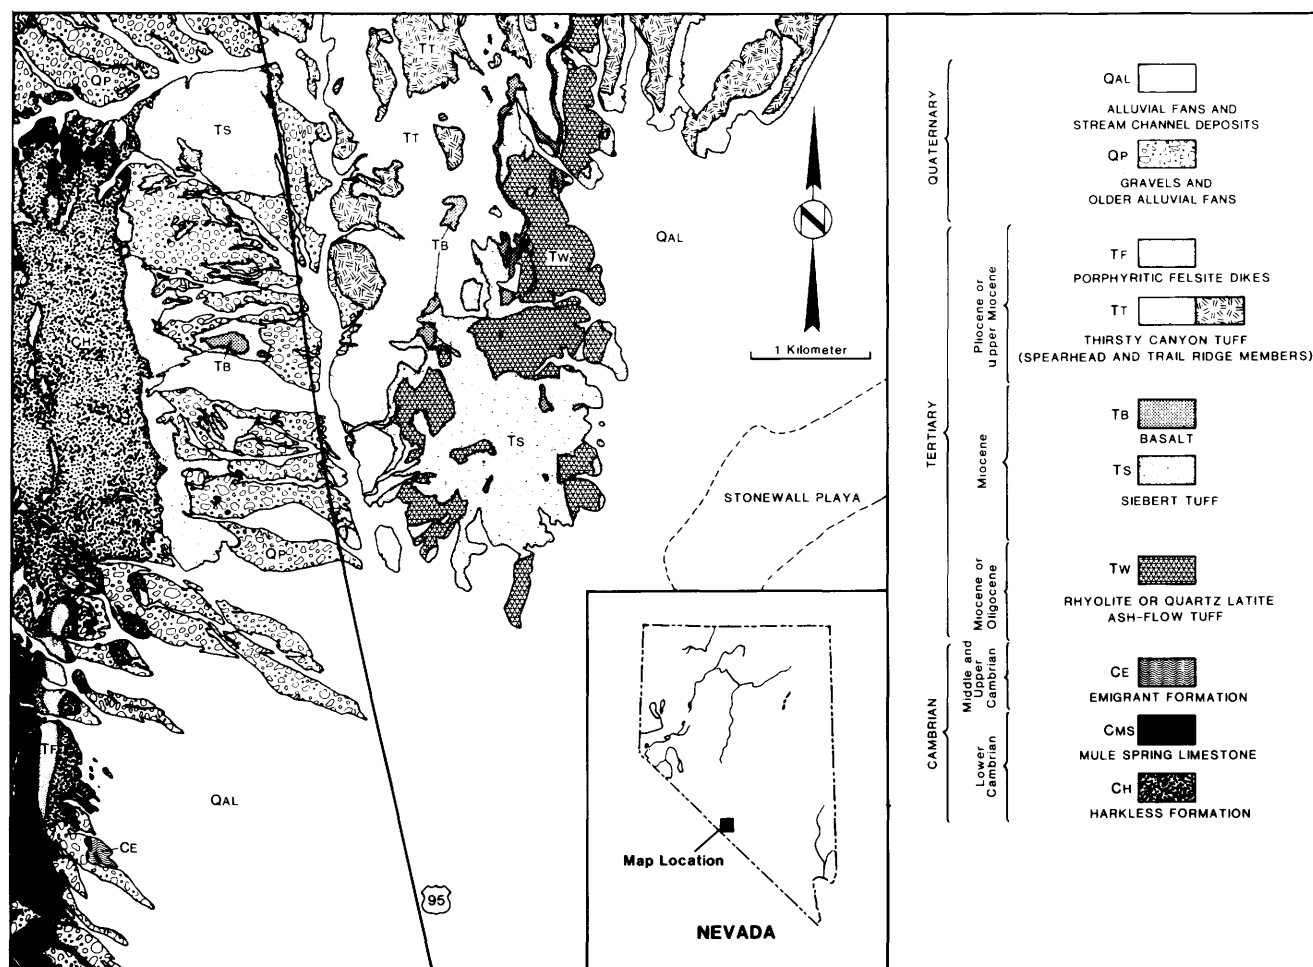 QP
TS
TT
TT
TB
TW
QAL
CH
TB
TS
QP
TF
QAL
CE
95
1 Kilometer
STONEWALL PLAYA
Map Location
NEVADA
QUATERNARY
QAL
ALLUVIAL FANS AND
STREAM CHANNEL DEPOSITS
QP
GRAVELS AND
OLDER ALLUVIAL FANS
TERTIARY
Pliocene or
Upper Miocene
TF
PORPHYRITIC FELSITE DIKES
TT
THIRSTY CANYON TUFF
(SPEARHEAD AND TRAIL RIDGE MEMBERS)
Miocene
TB
BASALT
TS
SIEBERT TUFF
Miocene or
Oligocene
TW
RHYOLITE OR QUARTZ LATITE
ASH-FLOW TUFF
CAMBRIAN
Middle and
Upper
Cambrian
CE
EMIGRANT FORMATION
Lower
Cambrian
CMS
MULE SPRING LIMESTONE
CH
HARKLESS FORMATION